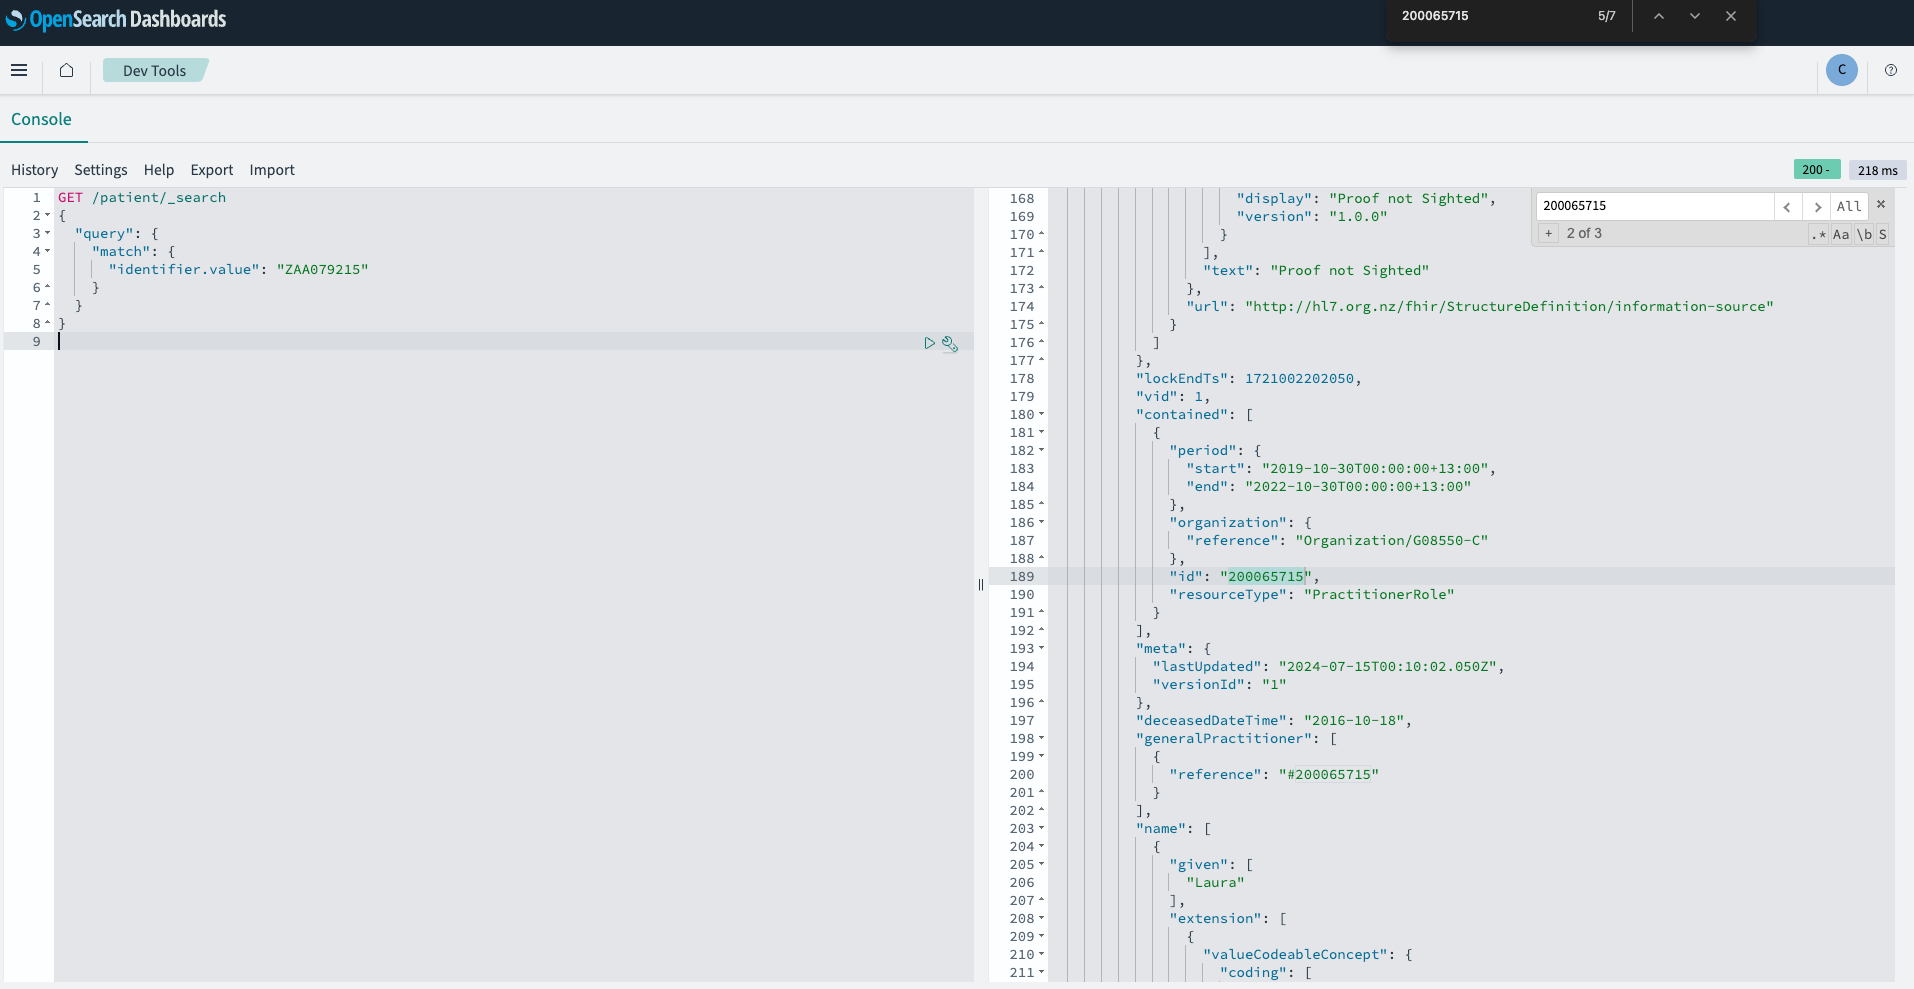 OpenSearch Dashboards
200065715 5/7
Dev Tools
C
Console
History Settings Help Export Import
200 - 218 ms
1 GET /patient/_search
2 {
3 "query": {
4 "match": {
5 "identifier.value": "ZAA079215"
6 }
7 }
8 }
9
200065715 All
+ 2 of 3 .* Aa \b S
168 "display": "Proof not Sighted",
169 "version": "1.0.0"
170 }
171 ],
172 "text": "Proof not Sighted"
173 },
174 "url": "http://hl7.org.nz/fhir/StructureDefinition/information-source"
175 }
176 ]
177 },
178 "lockEndTs": 1721002202050,
179 "vid": 1,
180 "contained": [
181 {
182 "period": {
183 "start": "2019-10-30T00:00:00+13:00",
184 "end": "2022-10-30T00:00:00+13:00"
185 },
186 "organization": {
187 "reference": "Organization/G08550-C"
188 },
189 "id": "200065715",
190 "resourceType": "PractitionerRole"
191 }
192 ],
193 "meta": {
194 "lastUpdated": "2024-07-15T00:10:02.050Z",
195 "versionId": "1"
196 },
197 "deceasedDateTime": "2016-10-18",
198 "generalPractitioner": [
199 {
200 "reference": "#200065715"
201 }
202 ],
203 "name": [
204 {
205 "given": [
206 "Laura"
207 ],
208 "extension": [
209 {
210 "valueCodeableConcept": {
211 "coding": [